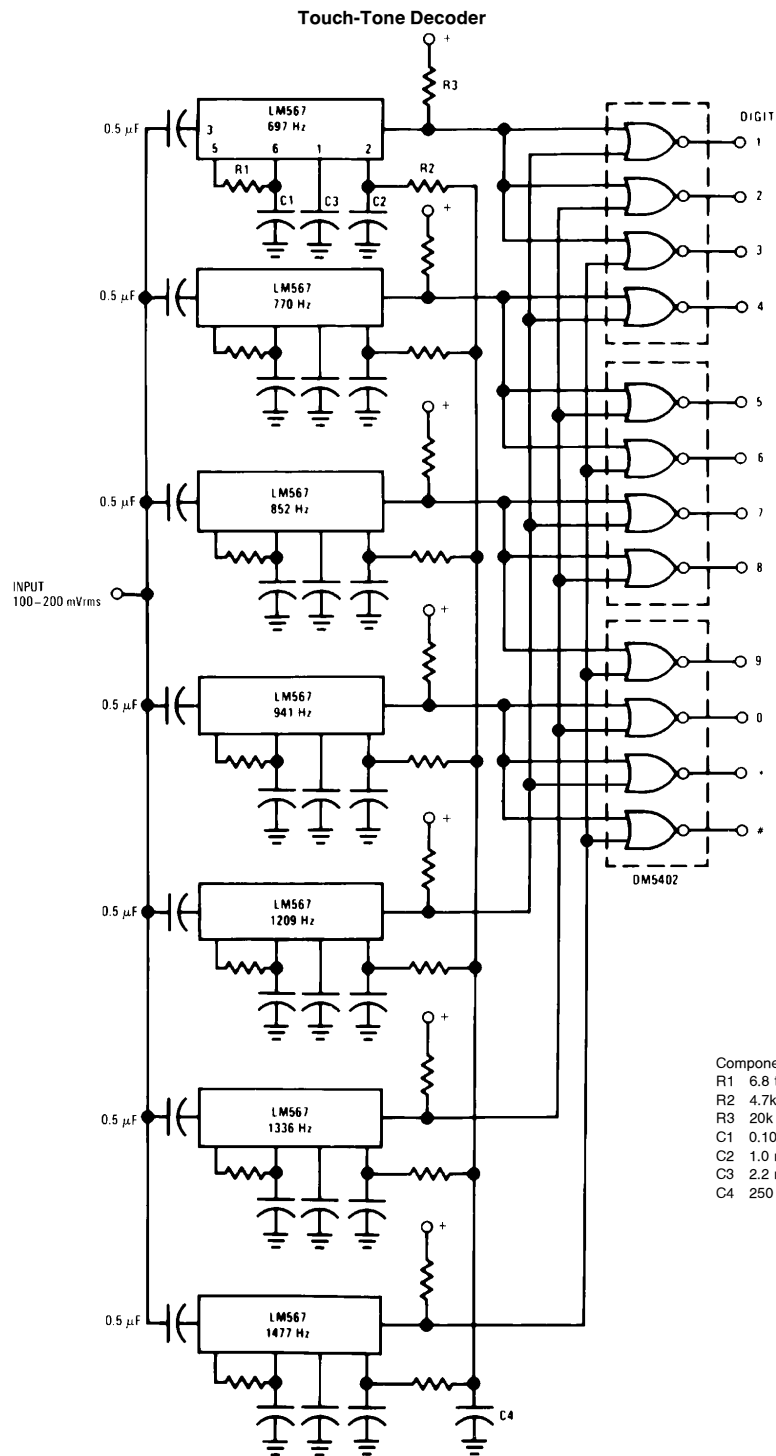 Touch-Tone Decoder
+
R3
DIGIT
LM567
697 Hz
0.5 μF
3
5
6
1
2
R1
R2
C1
C3
C2
1
2
3
4
+
LM567
770 Hz
0.5 μF
+
5
6
7
8
LM567
852 Hz
0.5 μF
INPUT
100–200 mVrms
+
9
0
*
#
DM5402
LM567
941 Hz
0.5 μF
+
LM567
1209 Hz
0.5 μF
+
LM567
1336 Hz
0.5 μF
+
LM567
1477 Hz
0.5 μF
C4
Compone
R1 6.8
R2 4.7k
R3 20k
C1 0.10
C2 1.0
C3 2.2
C4 250